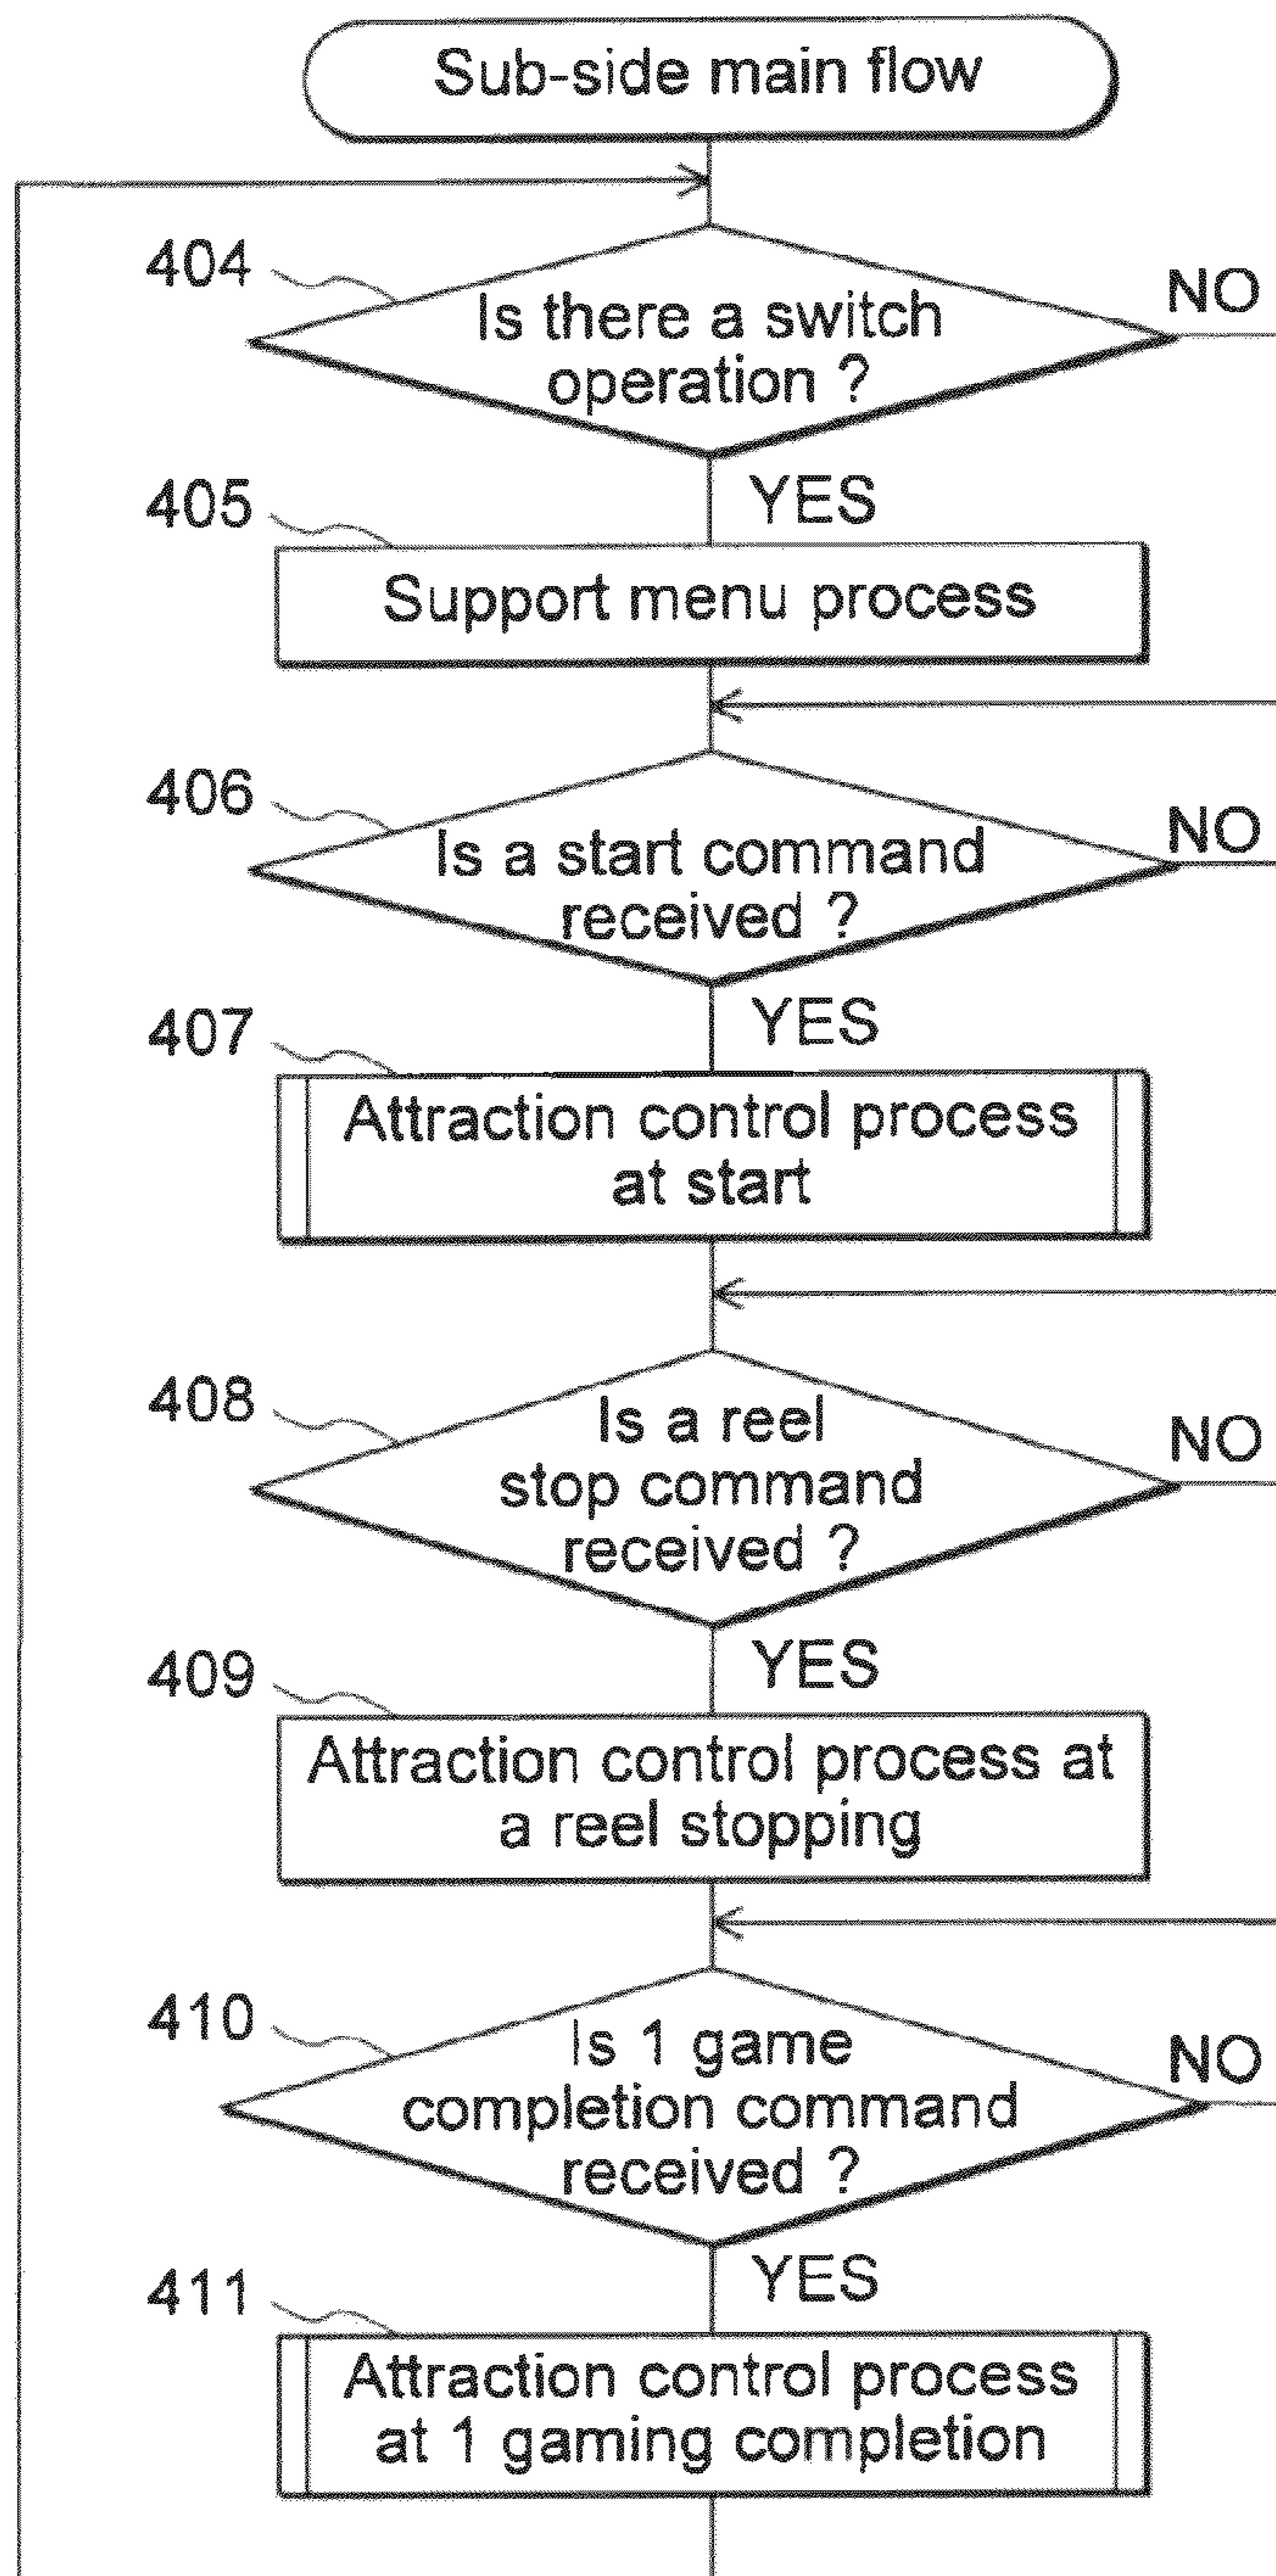 Sub-side main flow
404
Is there a switch
operation ?
NO
YES
405
Support menu process
406
Is a start command
received ?
NO
YES
407
Attraction control process
at start
408
Is a reel
stop command
received ?
NO
YES
409
Attraction control process at
a reel stopping
410
Is 1 game
completion command
received ?
NO
YES
411
Attraction control process
at 1 gaming completion